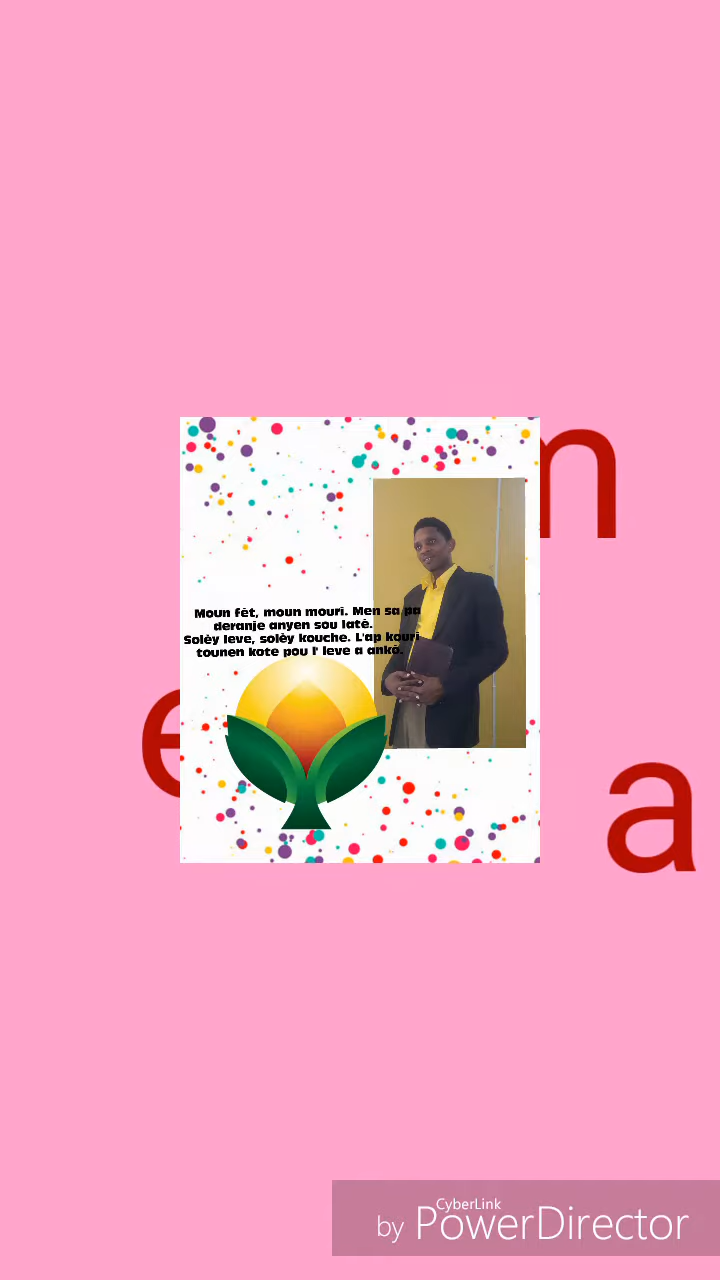 m
Moun fèt, moun mouri. Men sa pa
deranje anyen sou latè.
Solèy leve, solèy kouche. L'ap kouri
tounen kote pou l' leve a ankò.
e
a
CyberLink
by PowerDirector